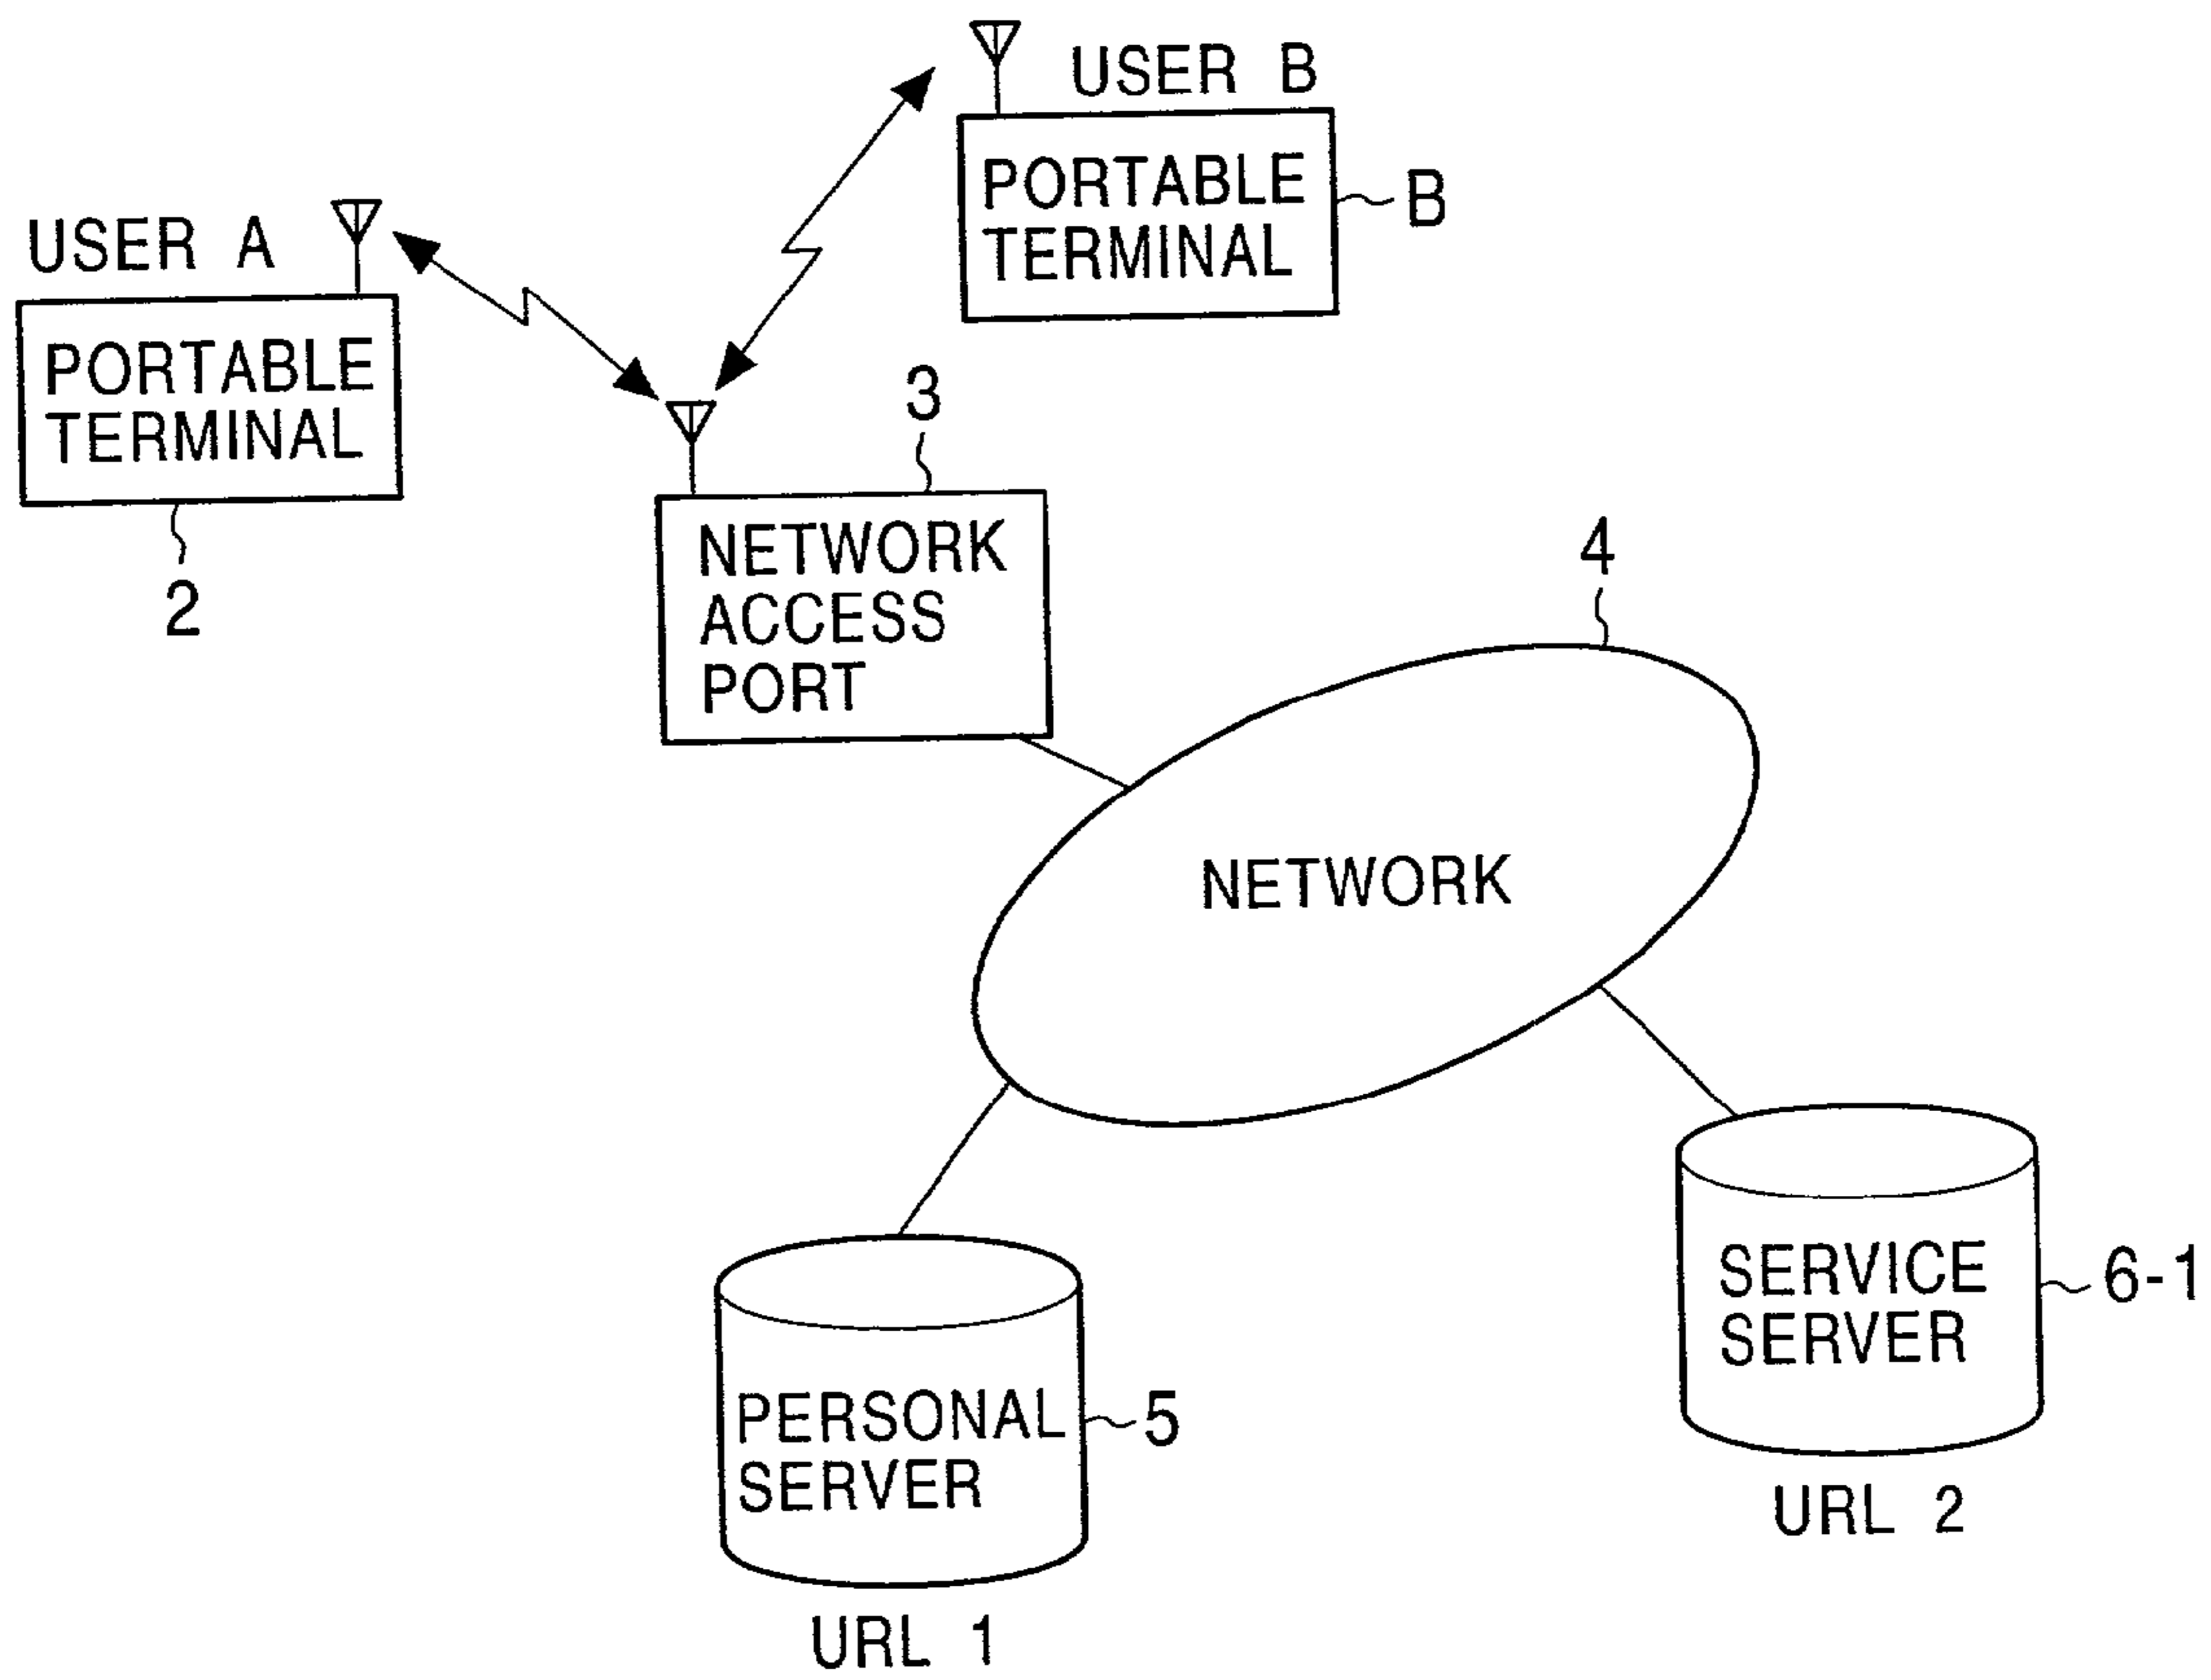 USER B
PORTABLE
TERMINAL
B
USER A
PORTABLE
TERMINAL
2
3
NETWORK
ACCESS
PORT
4
NETWORK
SERVICE
SERVER
6-1
URL 2
PERSONAL
SERVER
5
URL 1